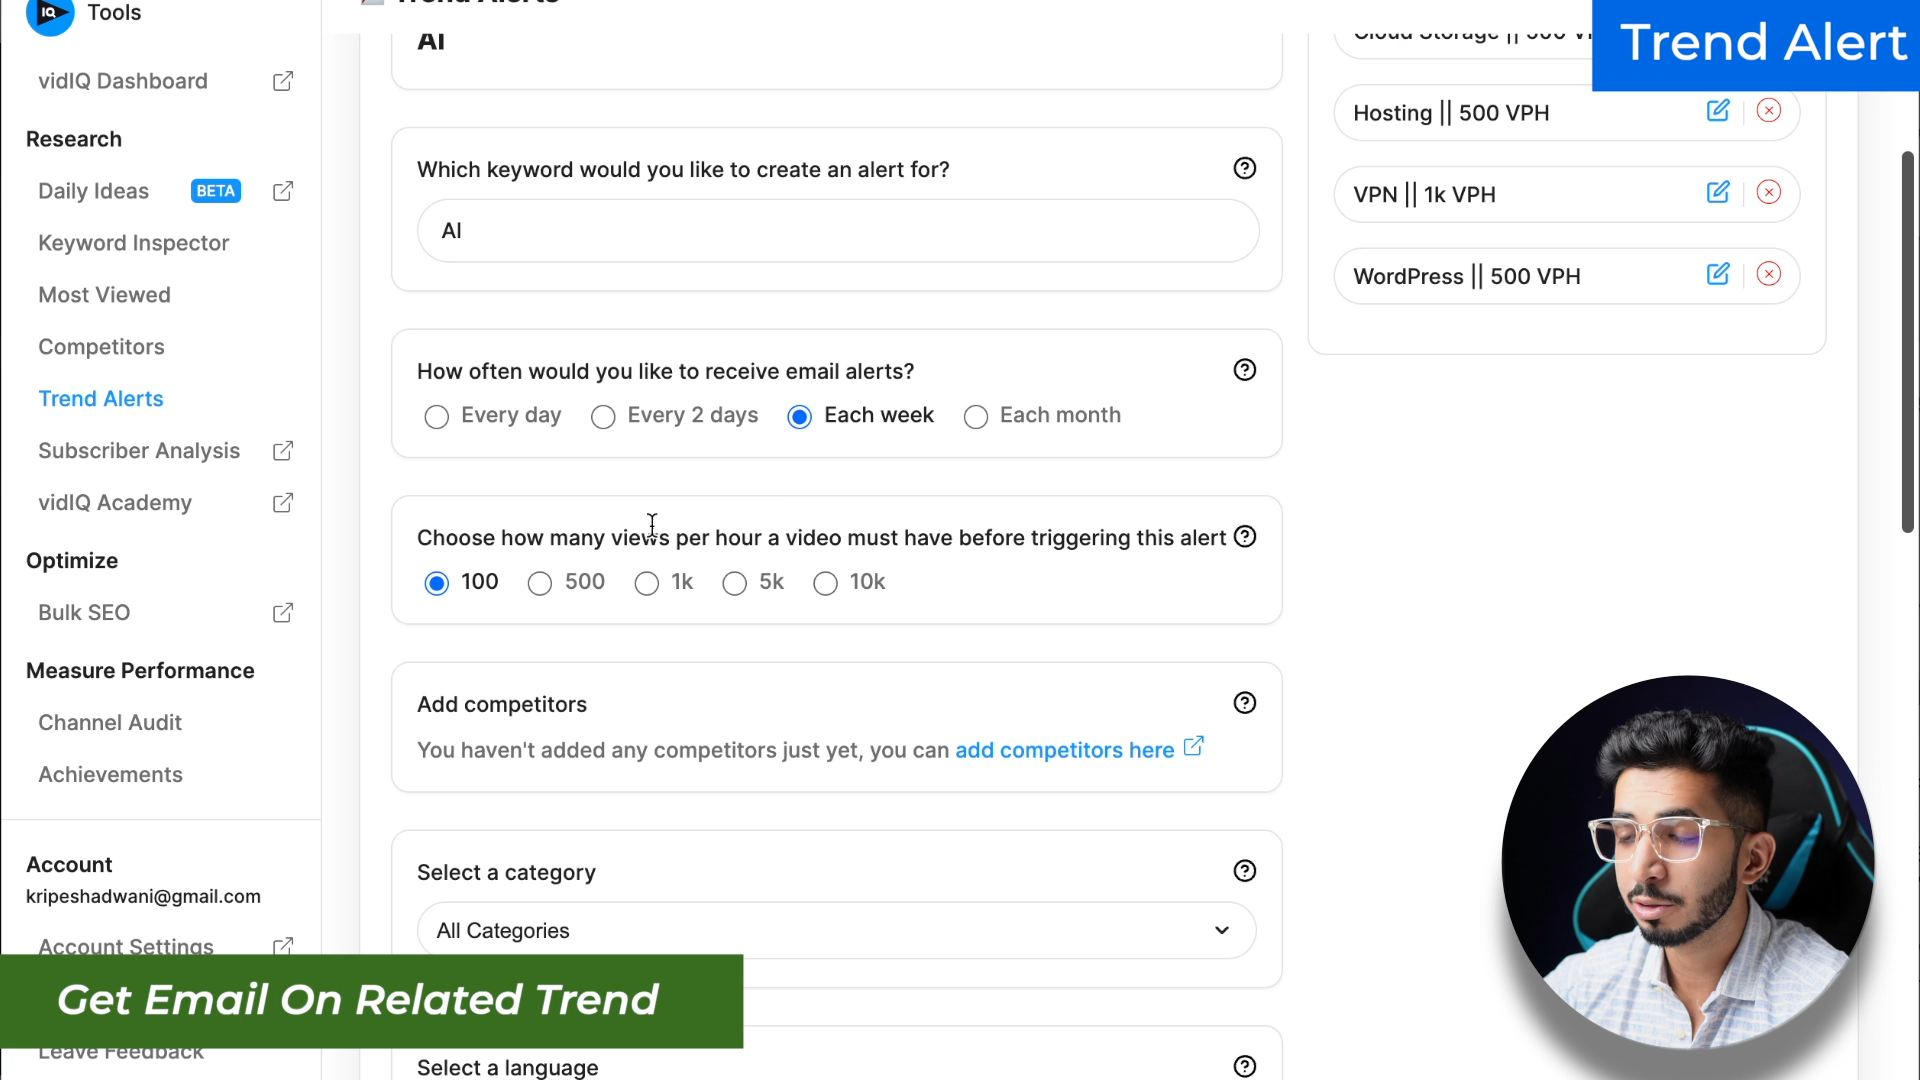 IQ
Tools
vidIQ Dashboard
Research
Daily Ideas BETA
Keyword Inspector
Most Viewed
Competitors
Trend Alerts
Subscriber Analysis
vidIQ Academy
Optimize
Bulk SEO
Measure Performance
Channel Audit
Achievements
Account
kripeshadwani@gmail.com
Account Settings
Leave Feedback
Trend Alerts
AI
Which keyword would you like to create an alert for?
AI
How often would you like to receive email alerts?
Every day Every 2 days Each week Each month
Choose how many views per hour a video must have before triggering this alert
100 500 1k 5k 10k
Add competitors
You haven't added any competitors just yet, you can add competitors here
Select a category
All Categories
Select a language
Cloud Storage || 500
Hosting || 500 VPH
VPN || 1k VPH
WordPress || 500 VPH
Trend Alert
Get Email On Related Trend